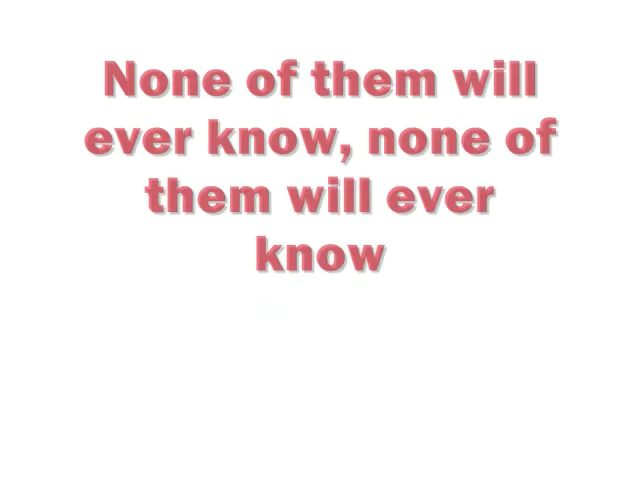 None of them will
ever know, none of
them will ever
know